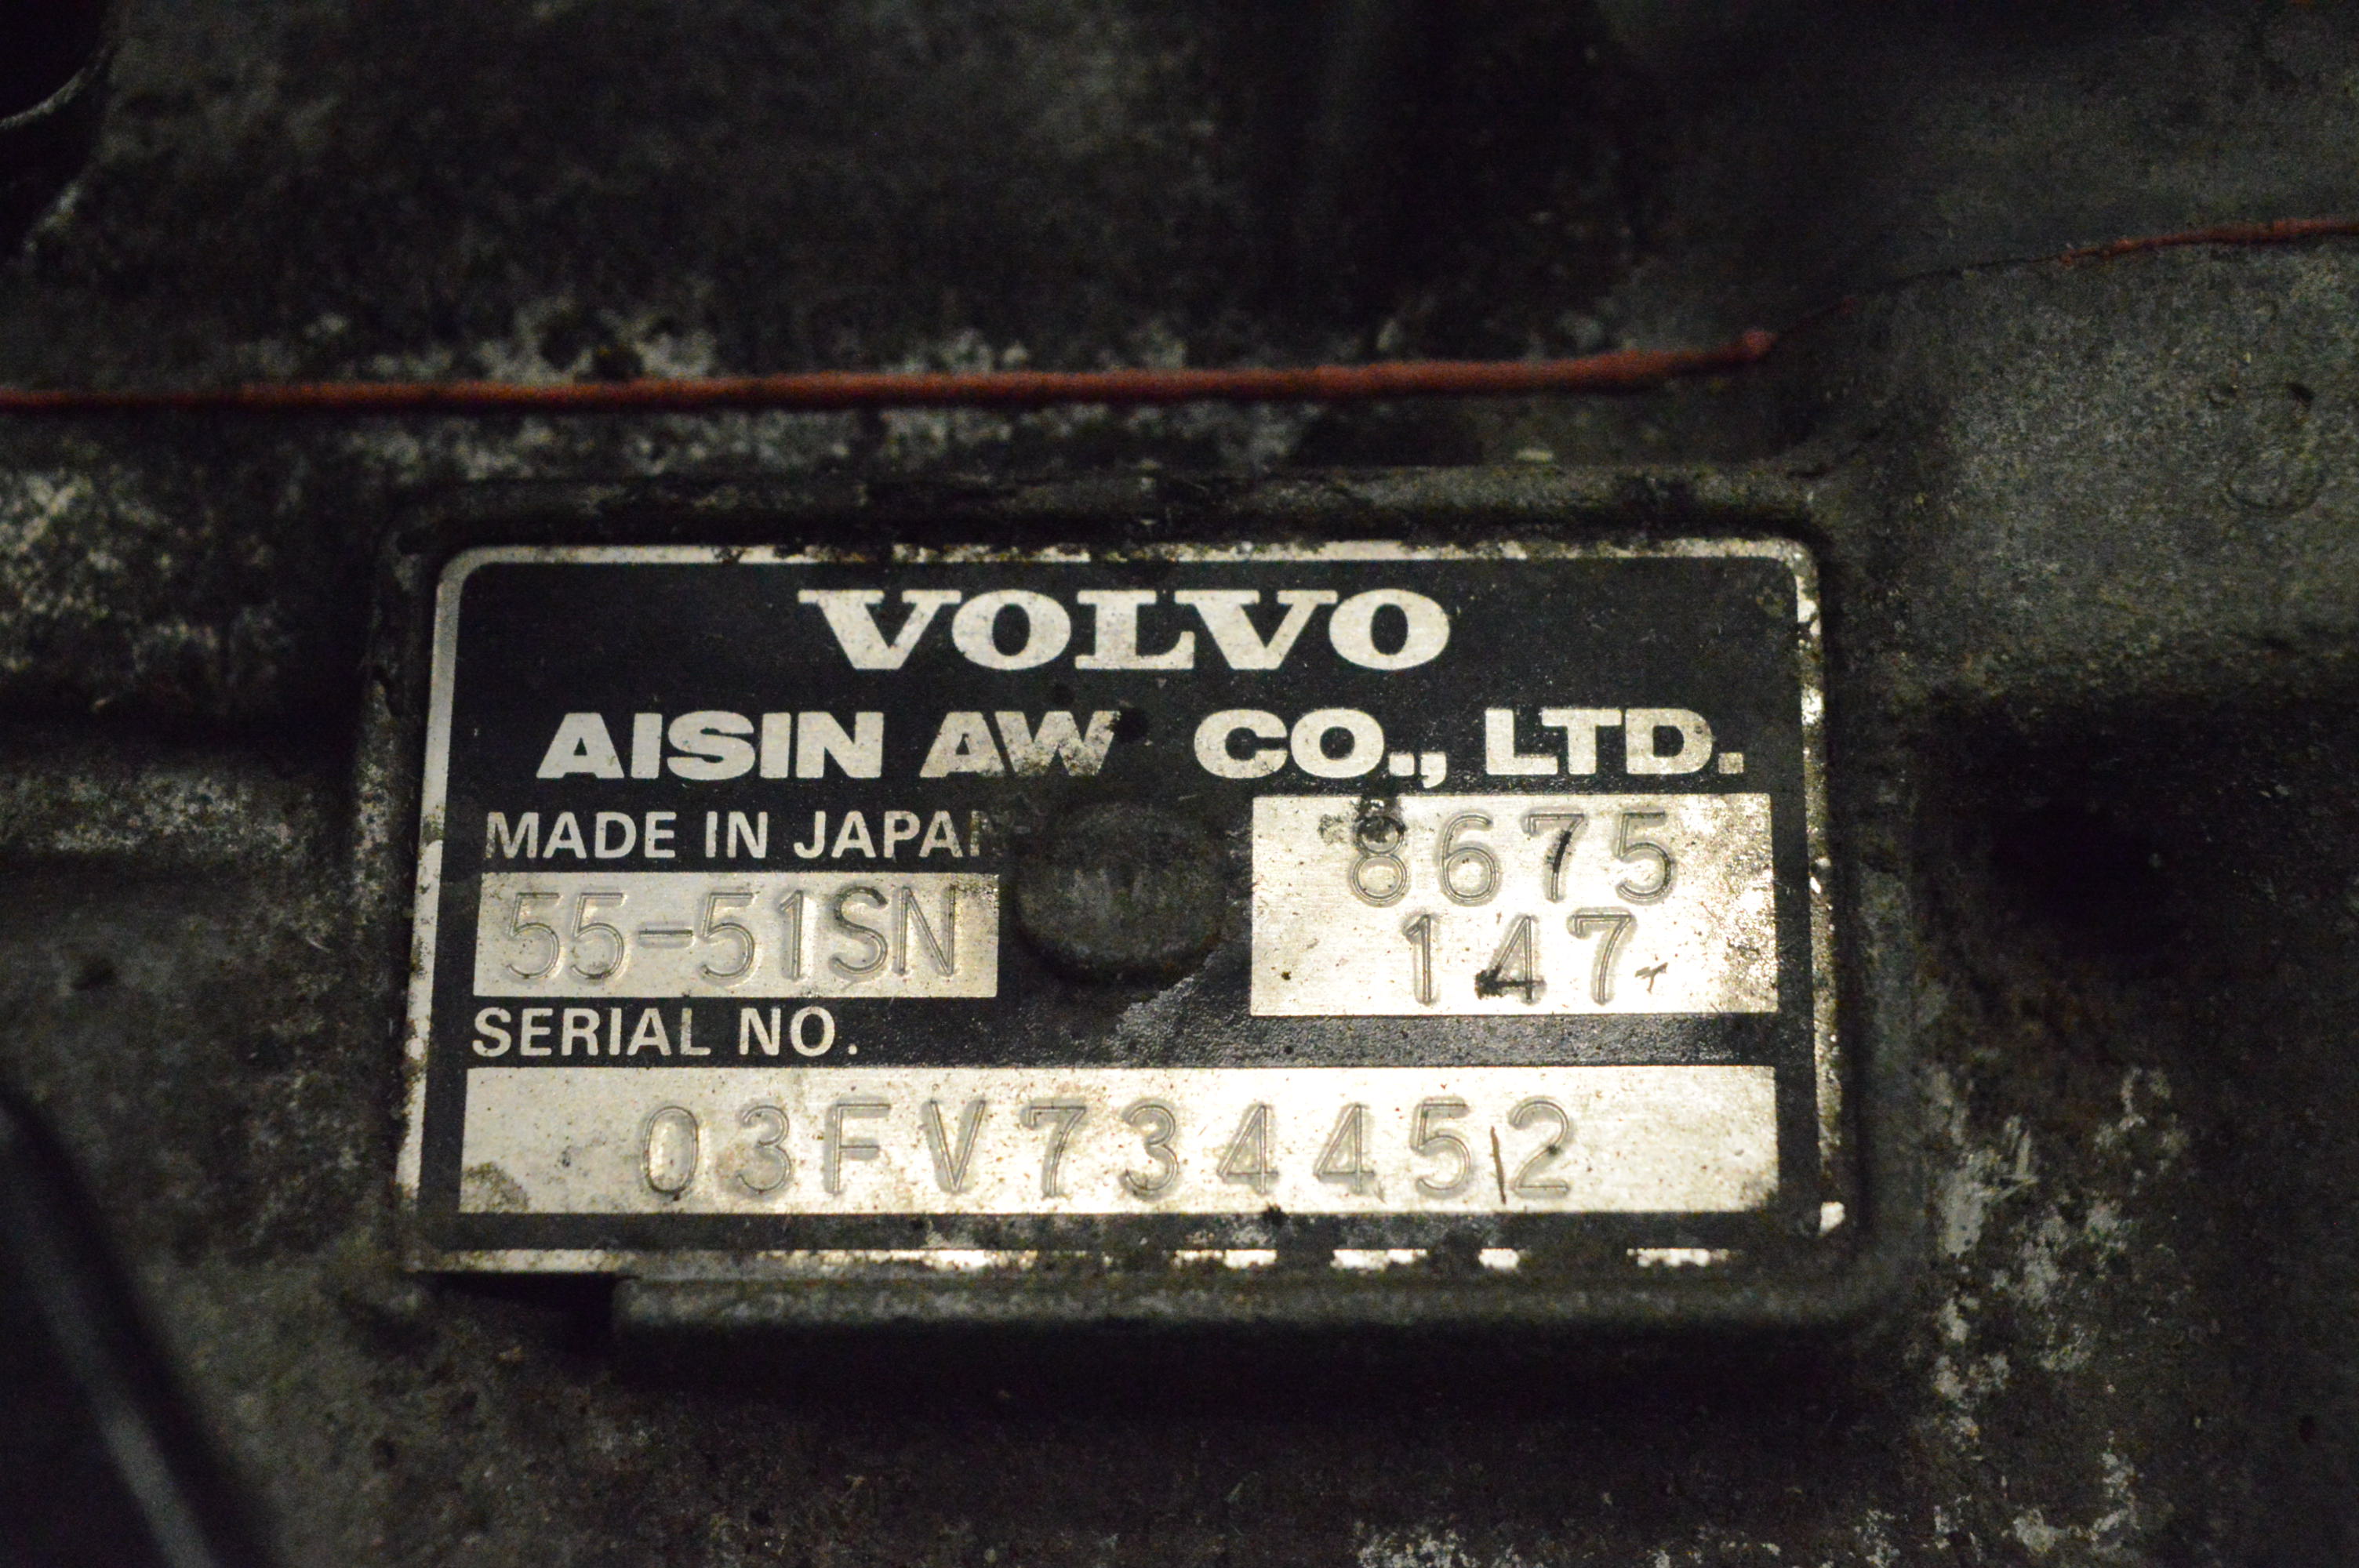 VOLVO
AISIN AW CO., LTD.
MADE IN JAPAN
8675
147
55-51SN
SERIAL NO.
03FV734452